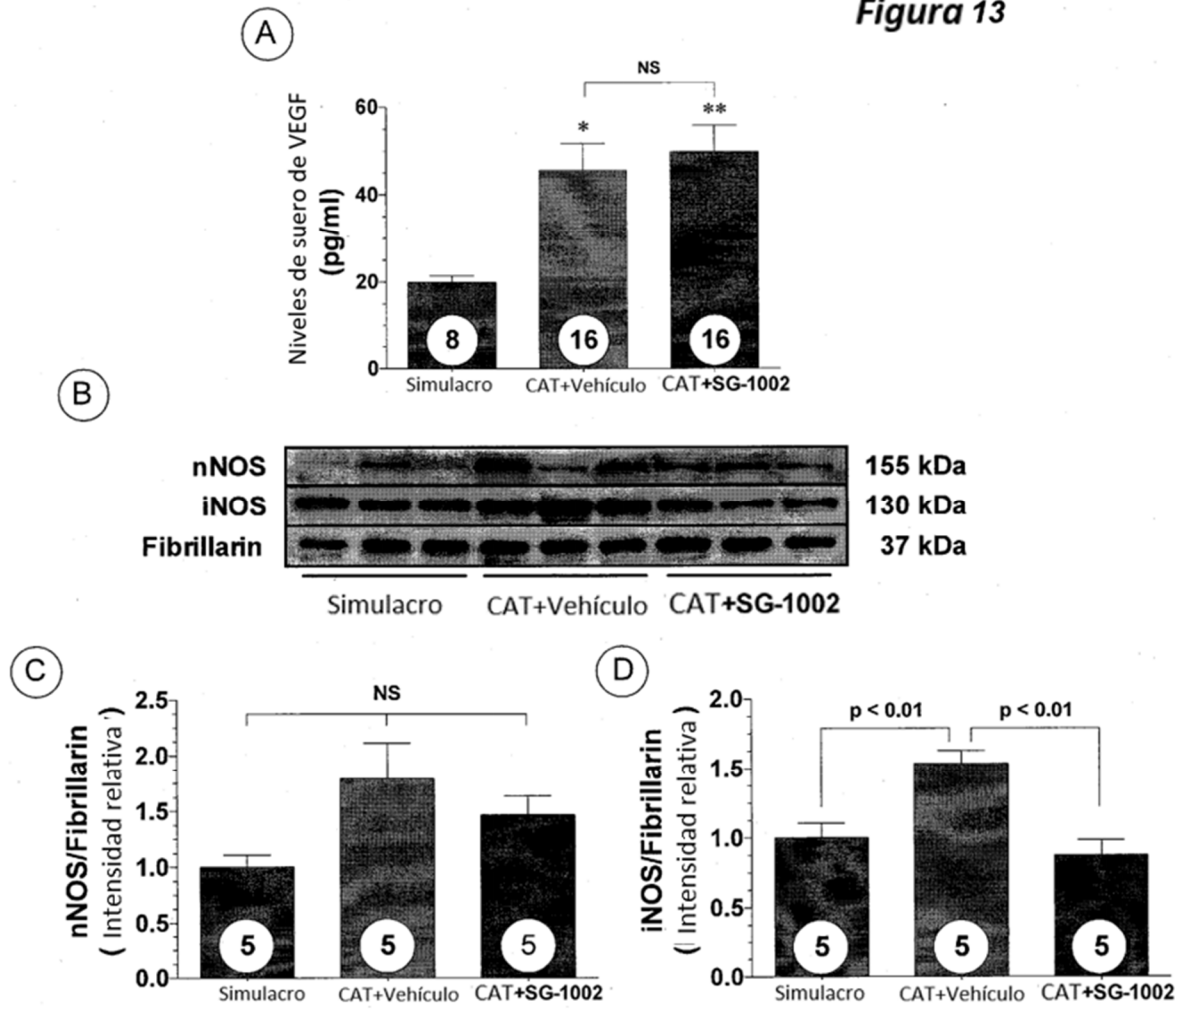 Figura 13
A
NS
Niveles de suero de VEGF
(pg/ml)
60
40
20
0
*
**
8
16
16
Simulacro
CAT+Vehículo
CAT+SG-1002
B
nNOS
155 kDa
iNOS
130 kDa
Fibrillarin
37 kDa
Simulacro
CAT+Vehículo
CAT+SG-1002
C
NS
nNOS/Fibrillarin
( Intensidad relativa )
2.5
2.0
1.5
1.0
0.5
0.0
5
5
5
Simulacro
CAT+Vehículo
CAT+SG-1002
D
p < 0.01
p < 0.01
iNOS/Fibrillarin
( Intensidad relativa )
2.0
1.5
1.0
0.5
0.0
5
5
5
Simulacro
CAT+Vehículo
CAT+SG-1002